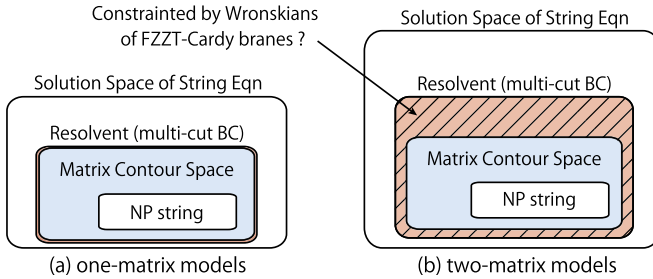 Constrainted by Wronskians
of FZZT-Cardy branes ?
Solution Space of String Eqn
Resolvent (multi-cut BC)
Matrix Contour Space
NP string
(a) one-matrix models
Solution Space of String Eqn
Resolvent (multi-cut BC)
Matrix Contour Space
NP string
(b) two-matrix models